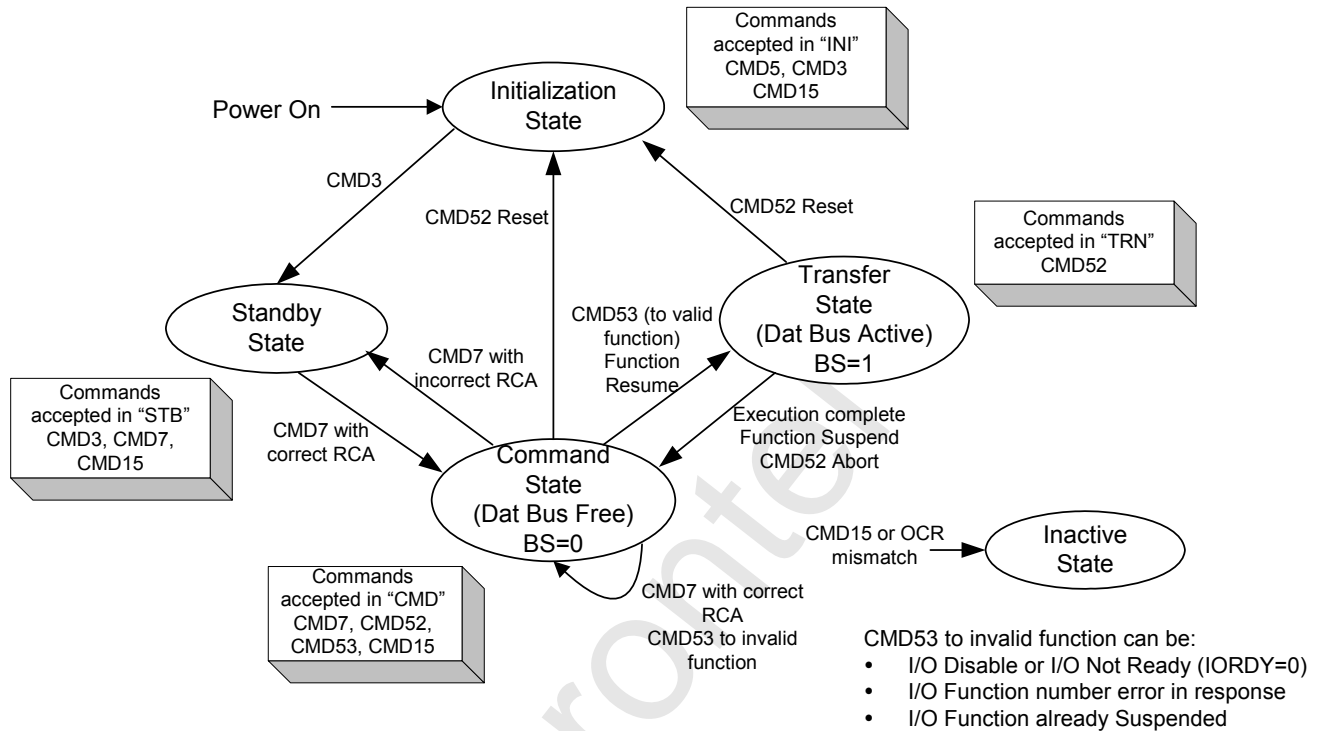 Commands
accepted in "INI"
CMD5, CMD3
CMD15
Power On
Initialization
State
CMD3
CMD52 Reset
CMD52 Reset
Commands
accepted in "TRN"
CMD52
Transfer
State
(Dat Bus Active)
BS=1
Standby
State
CMD53 (to valid
function)
Function
Resume
CMD7 with
incorrect RCA
Commands
accepted in "STB"
CMD3, CMD7,
CMD15
CMD7 with
correct RCA
Execution complete
Function Suspend
CMD52 Abort
Command
State
(Dat Bus Free)
BS=0
CMD15 or OCR
mismatch
Inactive
State
Commands
accepted in "CMD"
CMD7, CMD52,
CMD53, CMD15
CMD7 with correct
RCA
CMD53 to invalid
function
CMD53 to invalid function can be:
• I/O Disable or I/O Not Ready (IORDY=0)
• I/O Function number error in response
• I/O Function already Suspended
rontel